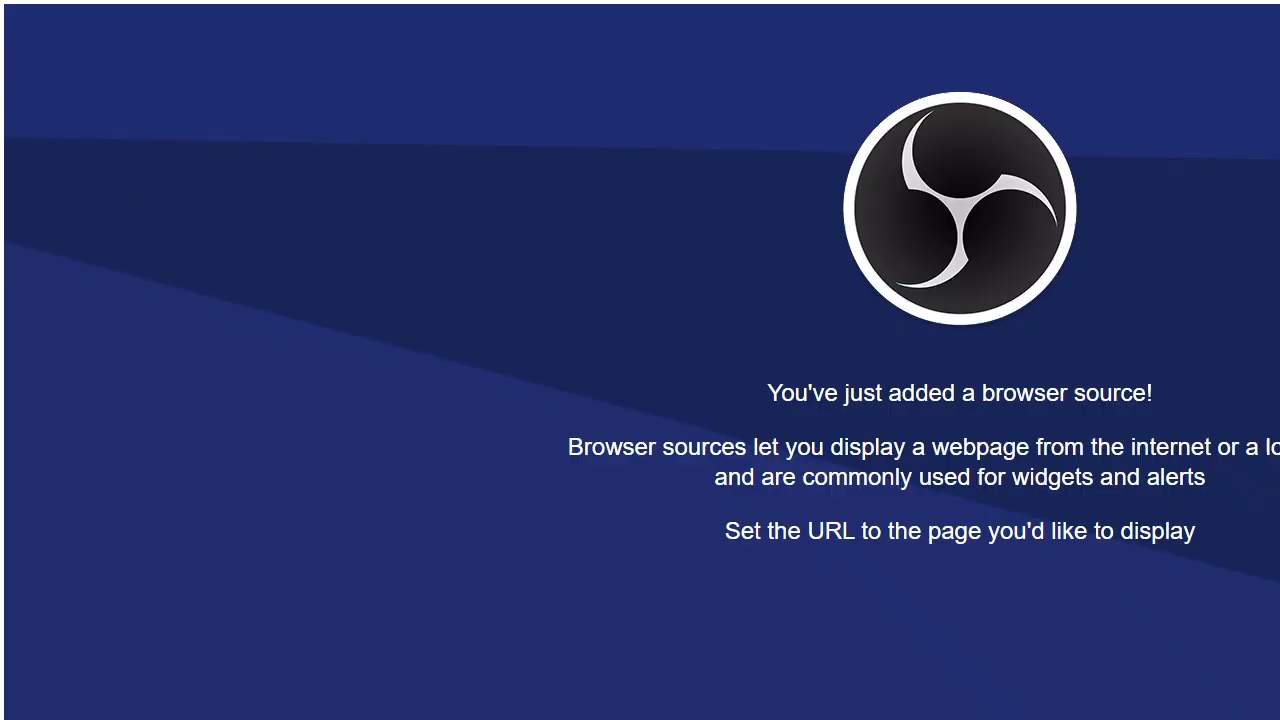 You've just added a browser source!
Browser sources let you display a webpage from the internet or a
and are commonly used for widgets and alerts
Set the URL to the page you'd like to display